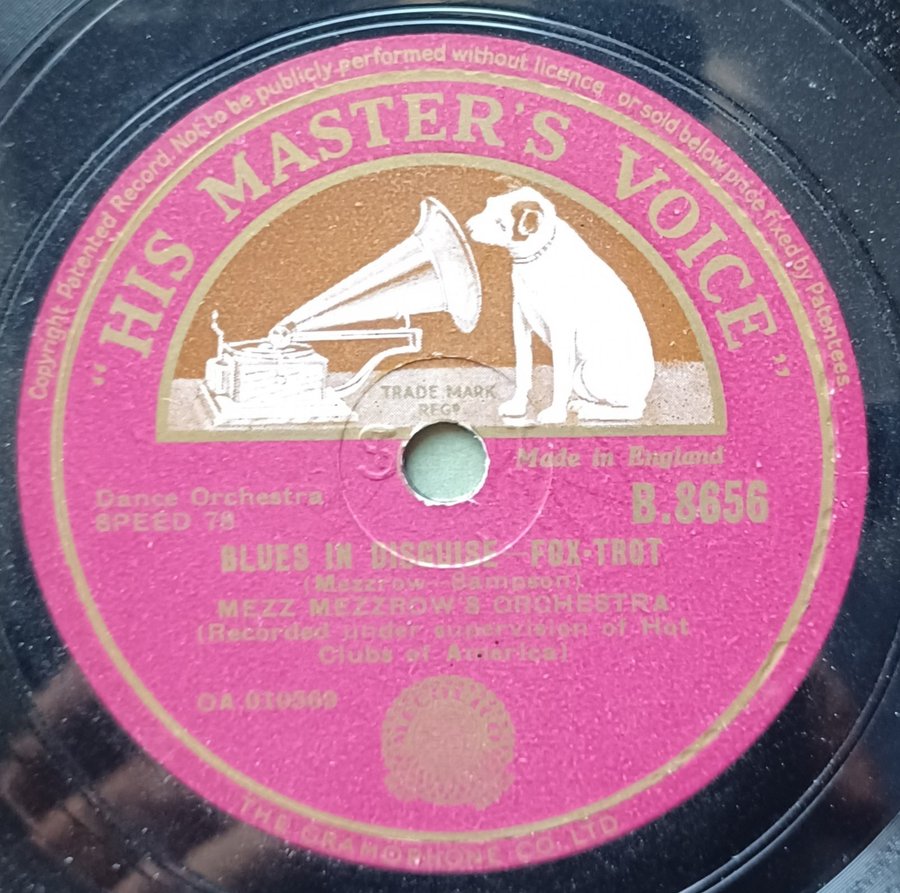 Copyright Patented Record. Not to be publicly performed without licence, or sold below price fixed by Patentees.
"HIS MASTER'S VOICE"
TRADE MARK
REGD
Made in England
Dance Orchestra
B.8656
SPEED 78
BLUES IN DISGUISE - FOX-TROT
(Mezzrow - Sampson)
MEZZ MEZZROW'S ORCHESTRA
(Recorded under supervision of Hot
Clubs of America)
OA 010569
THE GRAMOPHONE CO. LTD.